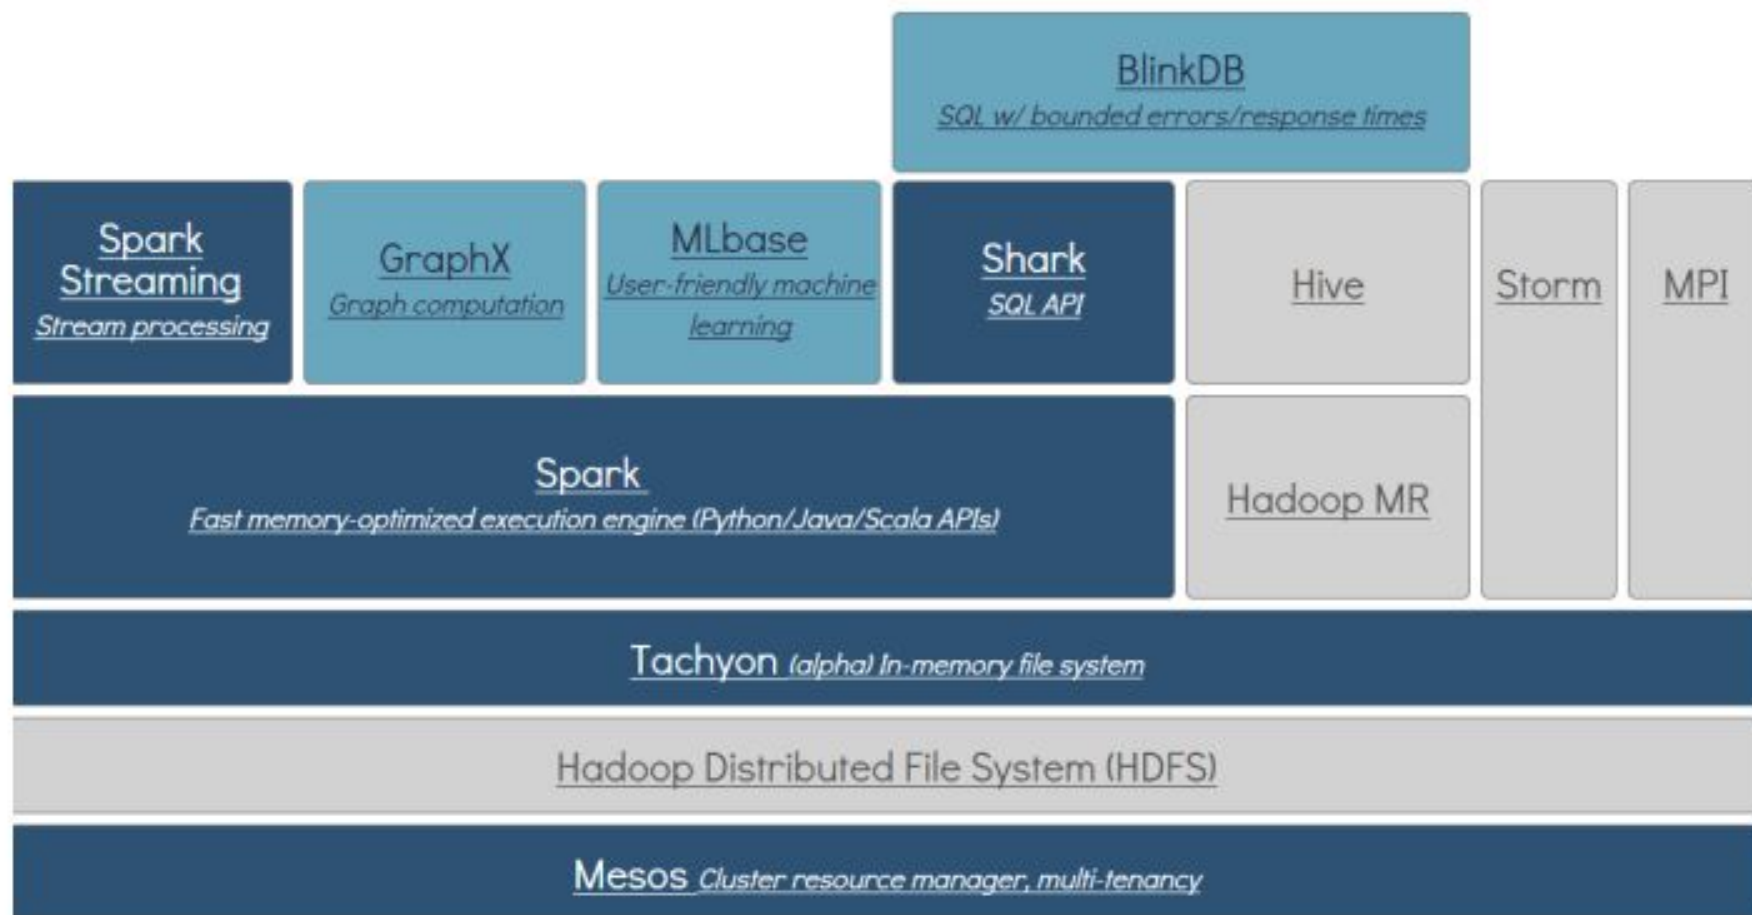 BlinkDB
SQL w/ bounded errors/response times
Spark
Streaming
Stream processing
GraphX
Graph computation
MLbase
User-friendly machine
learning
Shark
SQL API
Hive
Storm
MPI
Spark
Fast memory-optimized execution engine (Python/Java/Scala APIs)
Hadoop MR
Tachyon (alpha) In-memory file system
Hadoop Distributed File System (HDFS)
Mesos Cluster resource manager, multi-tenancy